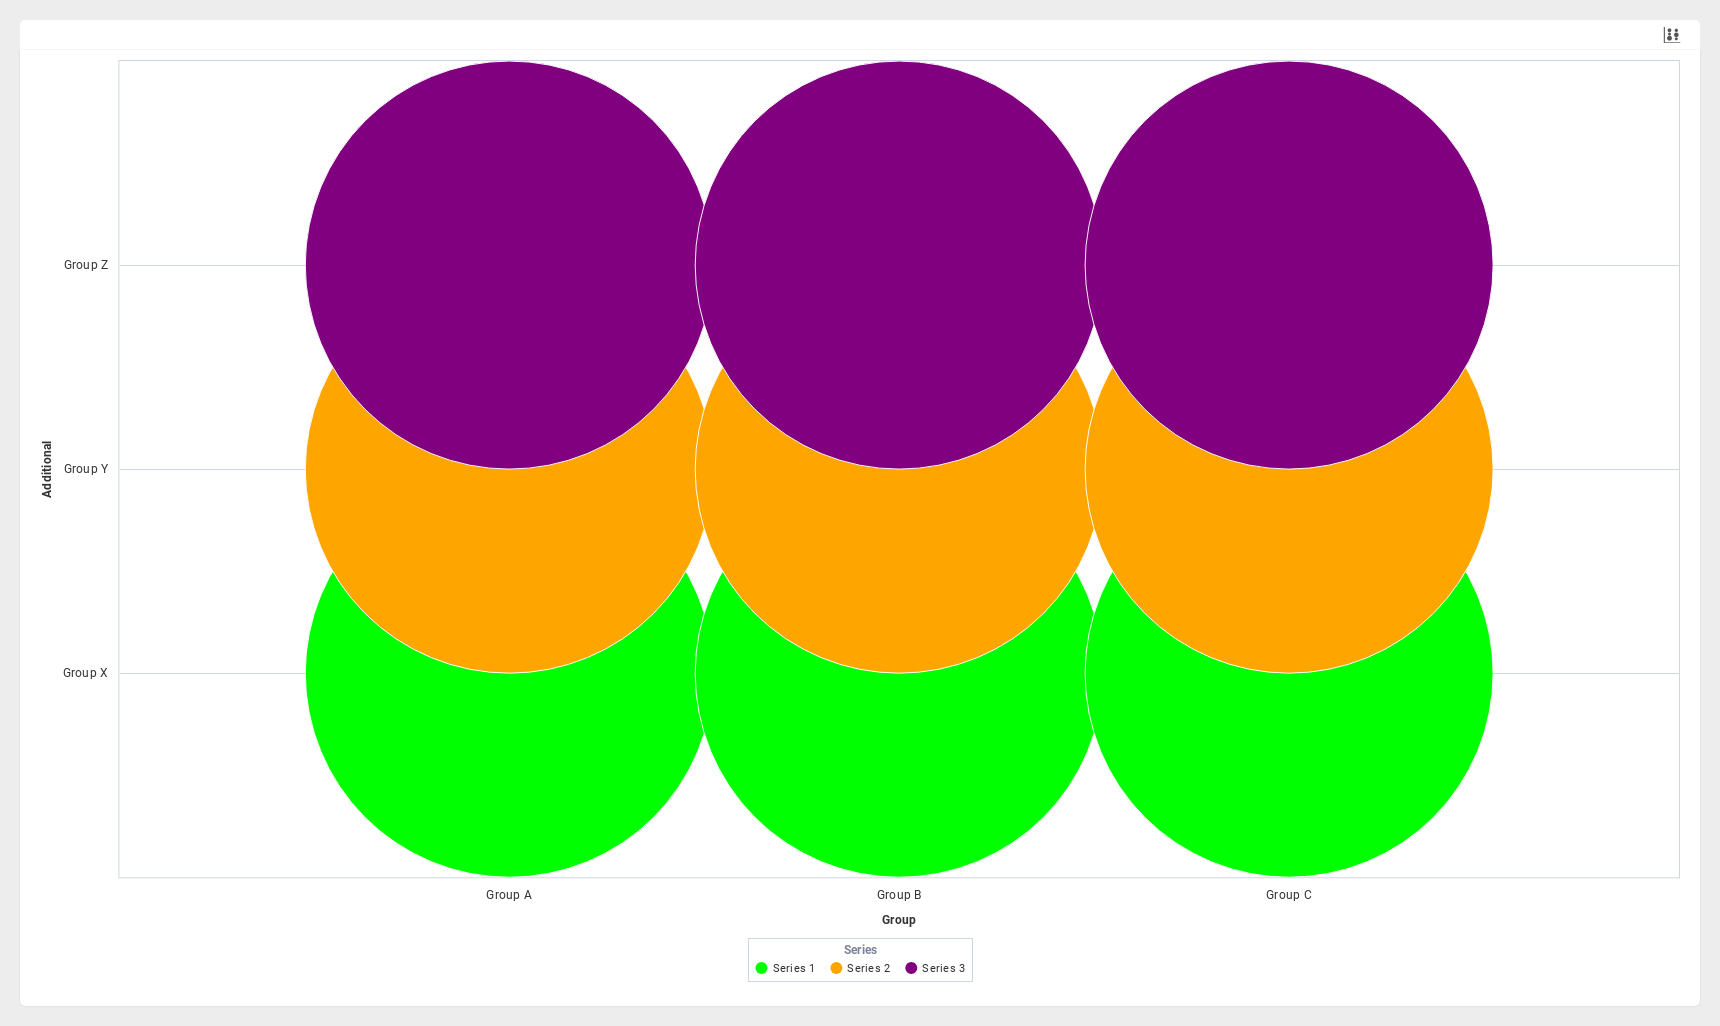 Additional
Group Z
Group Y
Group X
Group A
Group B
Group C
Group
Series
Series 1
Series 2
Series 3